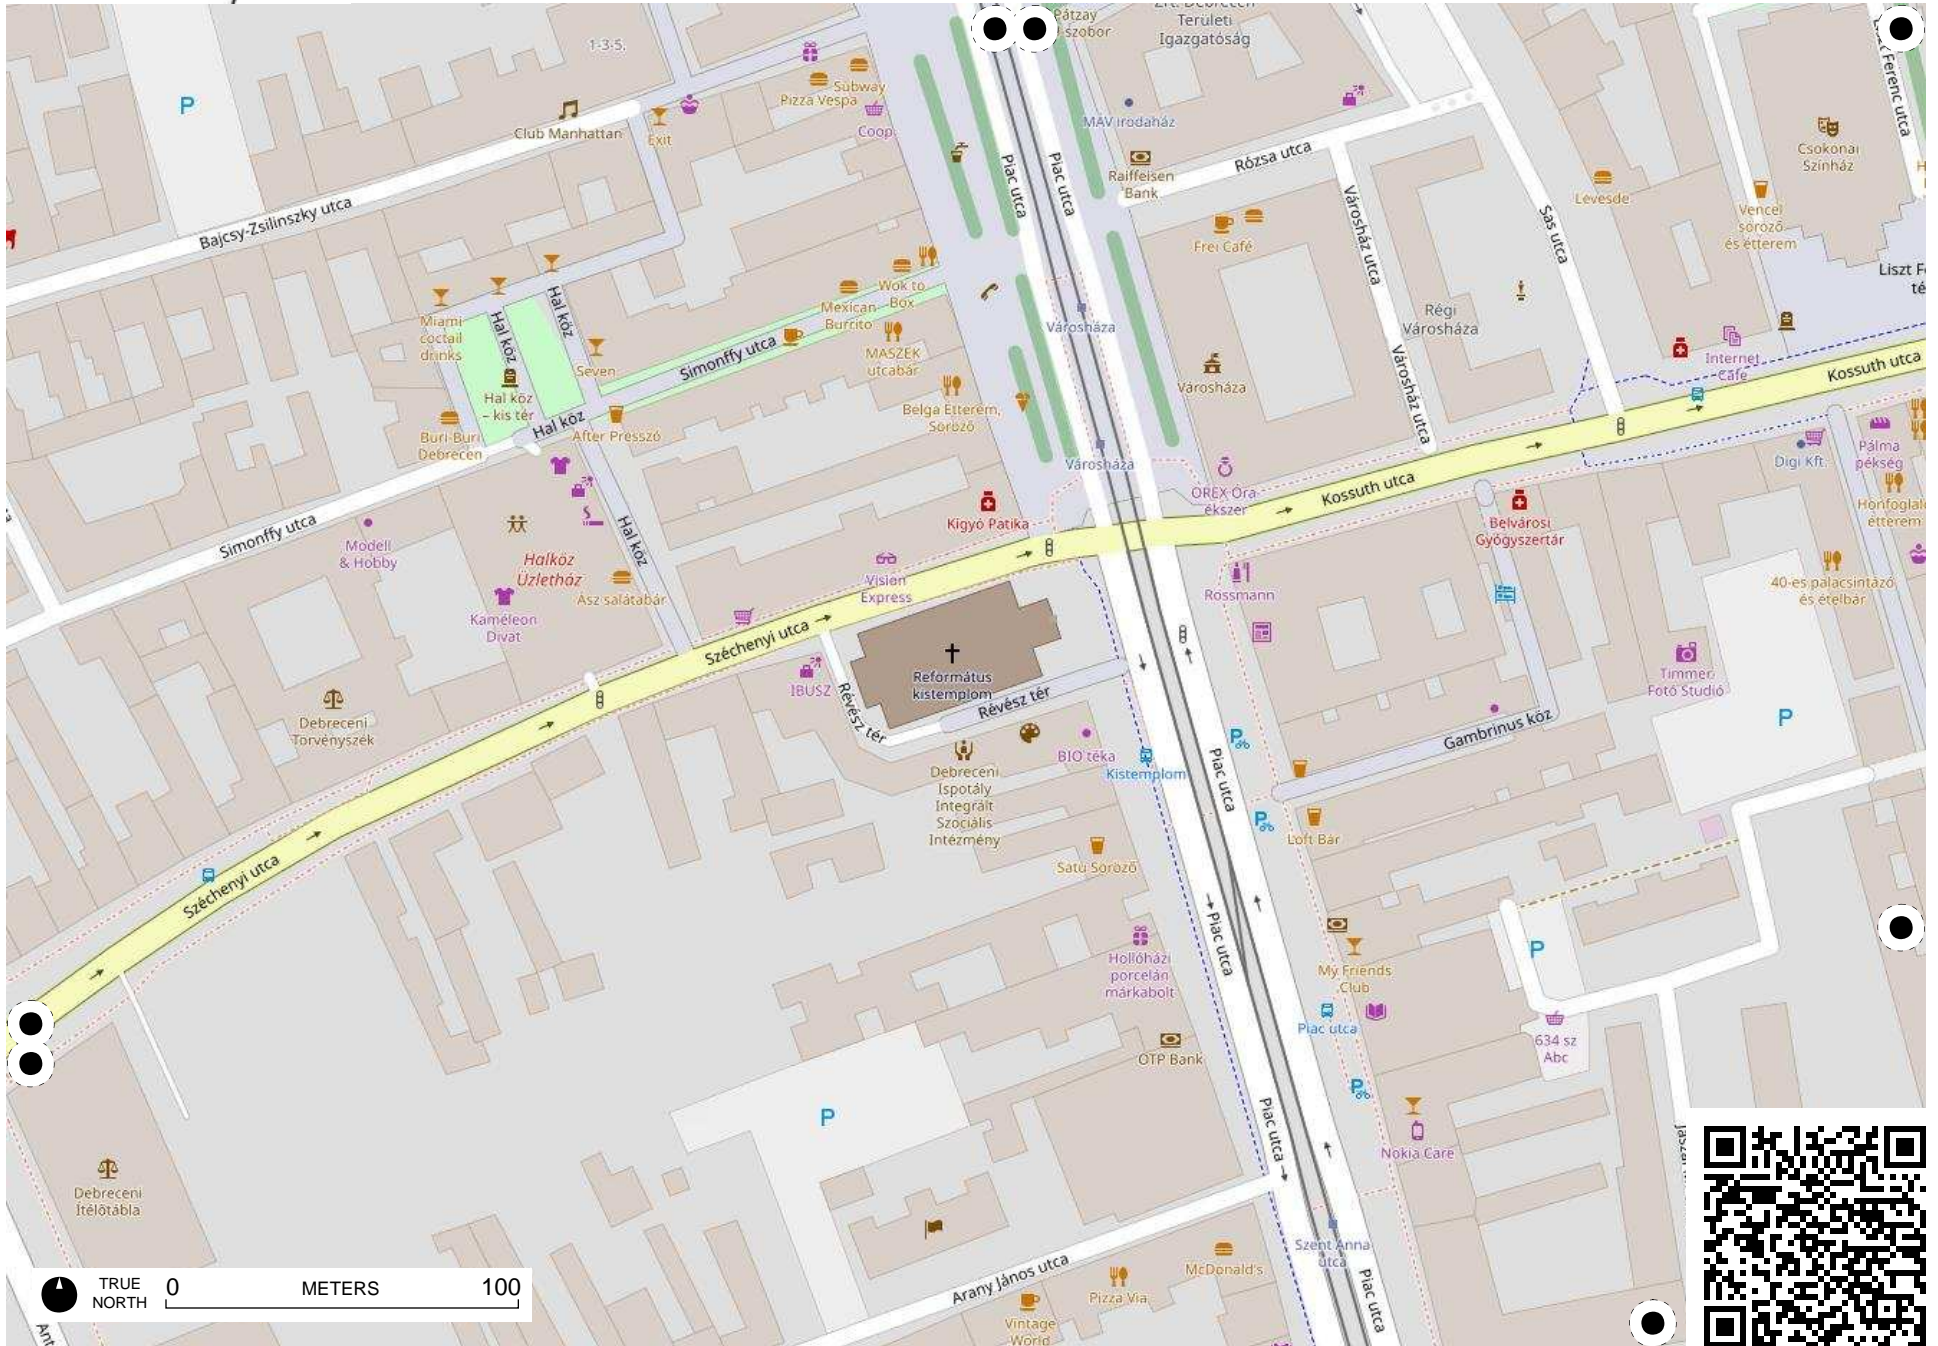 Pátzay
szobor
Területi
Igazgatóság
1-3-5.
P
Subway
Pizza Vespa
Coop
Club Manhattan
Exit
MÁV irodaház
Raiffeisen
Bank
Rózsa utca
Piac utca
Piac utca
Városház utca
Sas utca
Levesde
Csokonai
Színház
Vencel
söröző
és étterem
Bajcsy-Zsilinszky utca
Frei Café
Liszt F
té
Hal köz
Hal köz
Miami
coctail
drinks
Mexican
Burrito
Wok to
Box
MASZEK
utcabár
Simonffy utca
Seven
Városháza
Régi
Városháza
Városháza
Városház utca
Internet
Cafe
Kossuth utca
Hal köz
– kis tér
Belga Étterem,
Söröző
Buri-Buri
Debrecen
Hal köz
After Presszó
Városháza
Digi Kft.
Pálma
pékség
OREX Óra-
ékszer
Kossuth utca
Honfoglaló
étterem
Simonffy utca
Modell
& Hobby
Hal köz
Kígyó Patika
Belvárosi
Gyógyszertár
Halköz
Üzletház
Ász salátabár
Vision
Express
Rossmann
40-es palacsintázó
és ételbár
Kaméleon
Divat
Széchenyi utca
IBUSZ
Református
kistemplom
Révész tér
Révész tér
Timmer
Fotó Studió
P
Debreceni
Törvényszék
Gambrinus köz
BIO téka
Kistemplom
Piac utca
P
Debreceni
Ispotály
Integrált
Szociális
Intézmény
P
Loft Bár
Satu Söröző
Széchenyi utca
Piac utca
P
Hollóházi
porcelán
márkabolt
My Friends
Club
Piac utca
634 sz
Abc
OTP Bank
P
P
Piac utca
Nokia Care
Debreceni
Ítélőtábla
Szent Anna
utca
McDonald's
Arany János utca
Pizza Via
Piac utca
Vintage
World
TRUE
NORTH
0 METERS 100